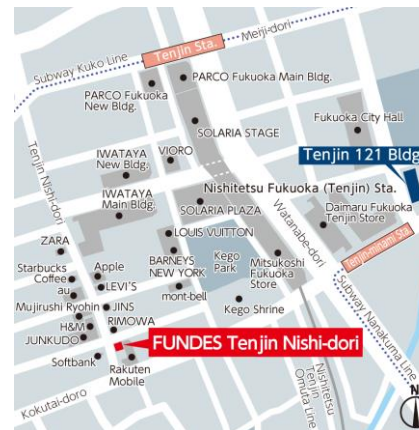 Tenjin Sta.
Meiji-dori
Subway Kuko Line
PARCO Fukuoka
New Bldg.
PARCO Fukuoka Main Bldg.
SOLARIA STAGE
Fukuoka City Hall
Tenjin Nishi-dori
IWATAYA
New Bldg.
VIORO
Tenjin 121 Bldg
Nishitetsu Fukuoka (Tenjin) Sta.
IWATAYA
Main Bldg.
SOLARIA PLAZA
Watanabe-dori
Daimaru Fukuoka
Tenjin Store
Tenjin-minami Sta.
LOUIS VUITTON
ZARA
Starbucks
Coffee
Apple
BARNEYS
NEW YORK
Kego
Park
Mitsukoshi
Fukuoka
Store
au
LEVI'S
mont-bell
Mujirushi Ryohin
JINS
Kego Shrine
Subway Nanakuma Line
H&M
RIMOWA
JUNKUDO
FUNDES Tenjin Nishi-dori
Softbank
Rakuten
Mobile
Nishitetsu
Tenjin
Omuta Line
Kokutai-doro
N